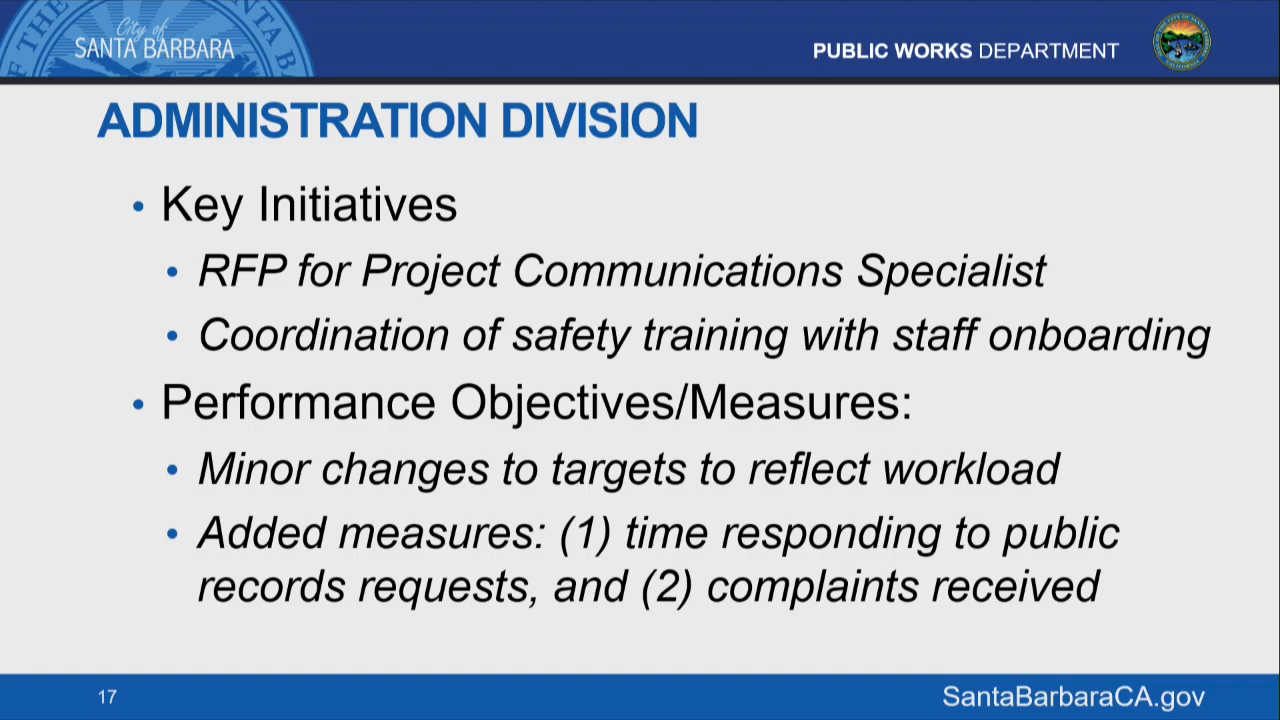 City of
SANTA BARBARA
PUBLIC WORKS DEPARTMENT
ADMINISTRATION DIVISION
• Key Initiatives
• RFP for Project Communications Specialist
• Coordination of safety training with staff onboarding
• Performance Objectives/Measures:
• Minor changes to targets to reflect workload
• Added measures: (1) time responding to public
records requests, and (2) complaints received
17
SantaBarbaraCA.gov